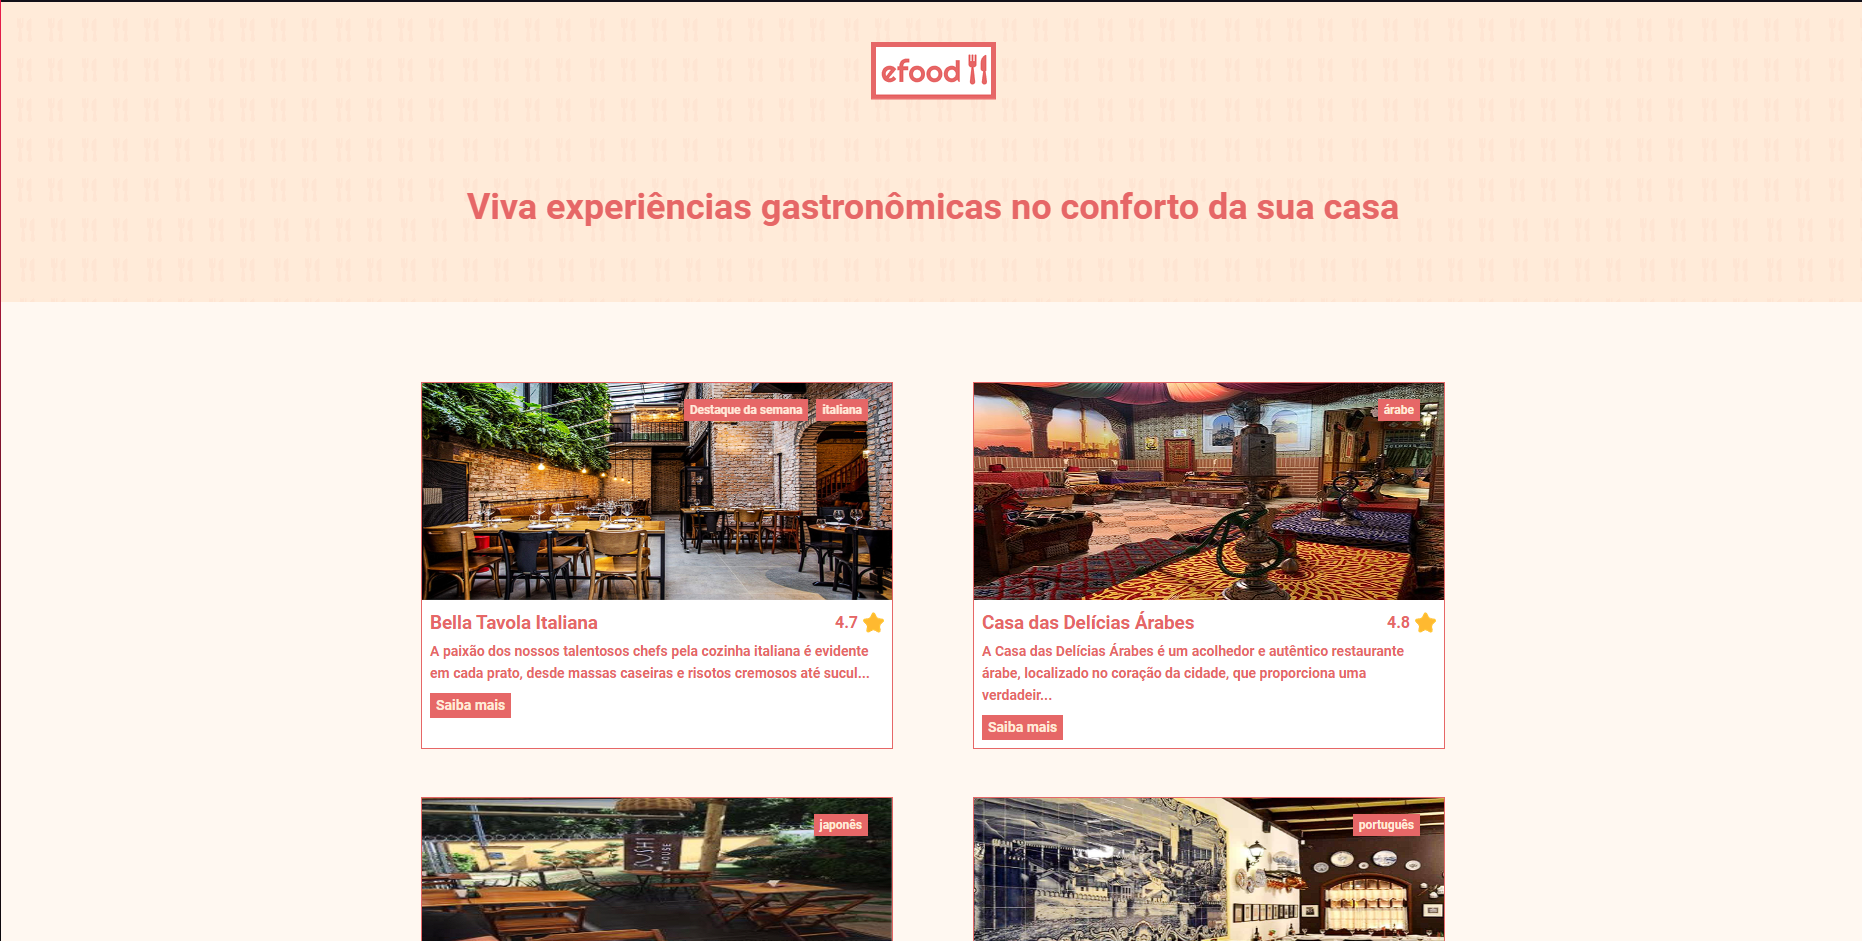 efood
Viva experiências gastronômicas no conforto da sua casa
Destaque da semana
italiana
árabe
Bella Tavola Italiana
4.7
A paixão dos nossos talentosos chefs pela cozinha italiana é evidente
em cada prato, desde massas caseiras e risotos cremosos até sucul...
Saiba mais
Casa das Delícias Árabes
4.8
A Casa das Delícias Árabes é um acolhedor e autêntico restaurante
árabe, localizado no coração da cidade, que proporciona uma
verdadeir...
Saiba mais
japonês
SUSHI
HOUSE
português